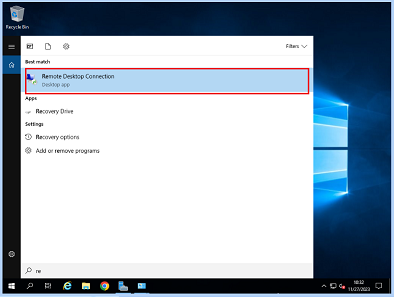 Recycle Bin
Filters
Best match
Remote Desktop Connection
Desktop app
Apps
Recovery Drive
Settings
Recovery options
Add or remove programs
re
10:32
11/27/2023